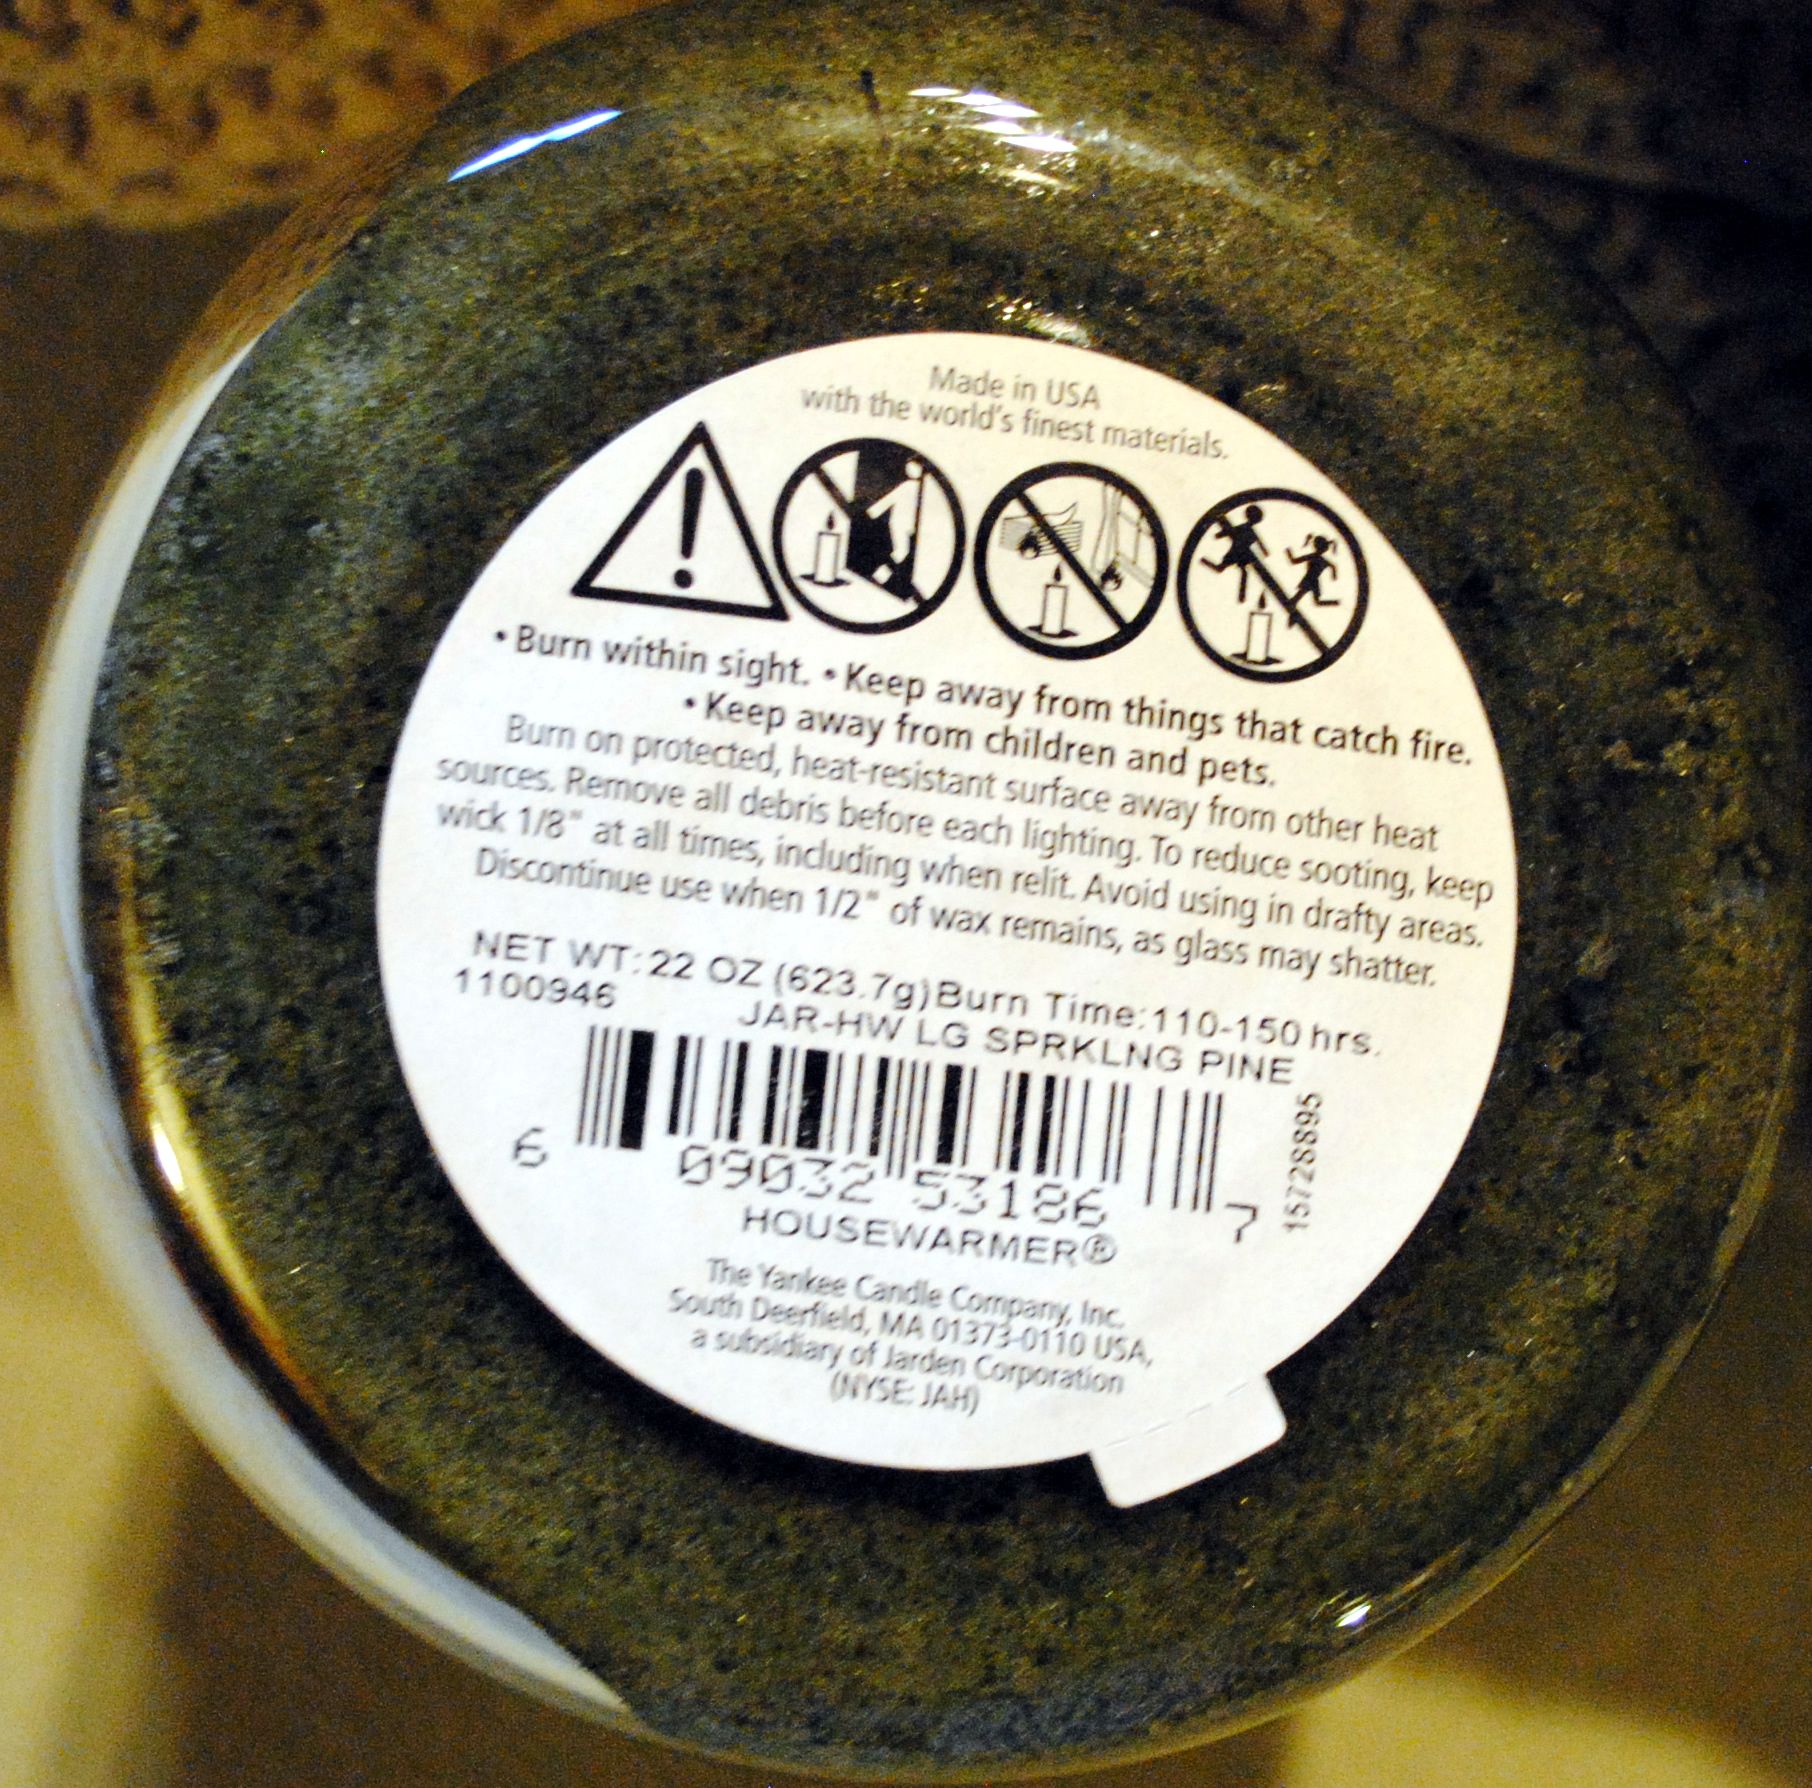 Made in USA
with the world's finest materials.
• Burn within sight. • Keep away from things that catch fire.
• Keep away from children and pets.
Burn on protected, heat-resistant surface away from other heat
sources. Remove all debris before each lighting. To reduce sooting, keep
wick 1/8" at all times, including when relit. Avoid using in drafty areas.
Discontinue use when 1/2" of wax remains, as glass may shatter.
NET WT:22 OZ (623.7g)Burn Time:110-150 hrs.
1100946 JAR-HW LG SPRKLNG PINE
6 09032 53186 7
15728895
HOUSEWARMER®
The Yankee Candle Company, Inc.
South Deerfield, MA 01373-0110 USA,
a subsidiary of Jarden Corporation
(NYSE: JAH)